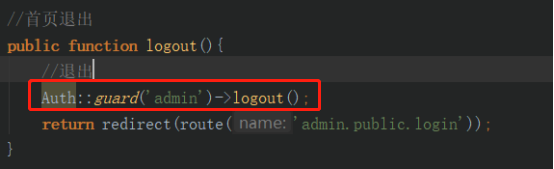 //首页退出
public function logout(){
//退出
Auth::guard('admin')->logout();
return redirect(route( name: 'admin.public.login'));
}